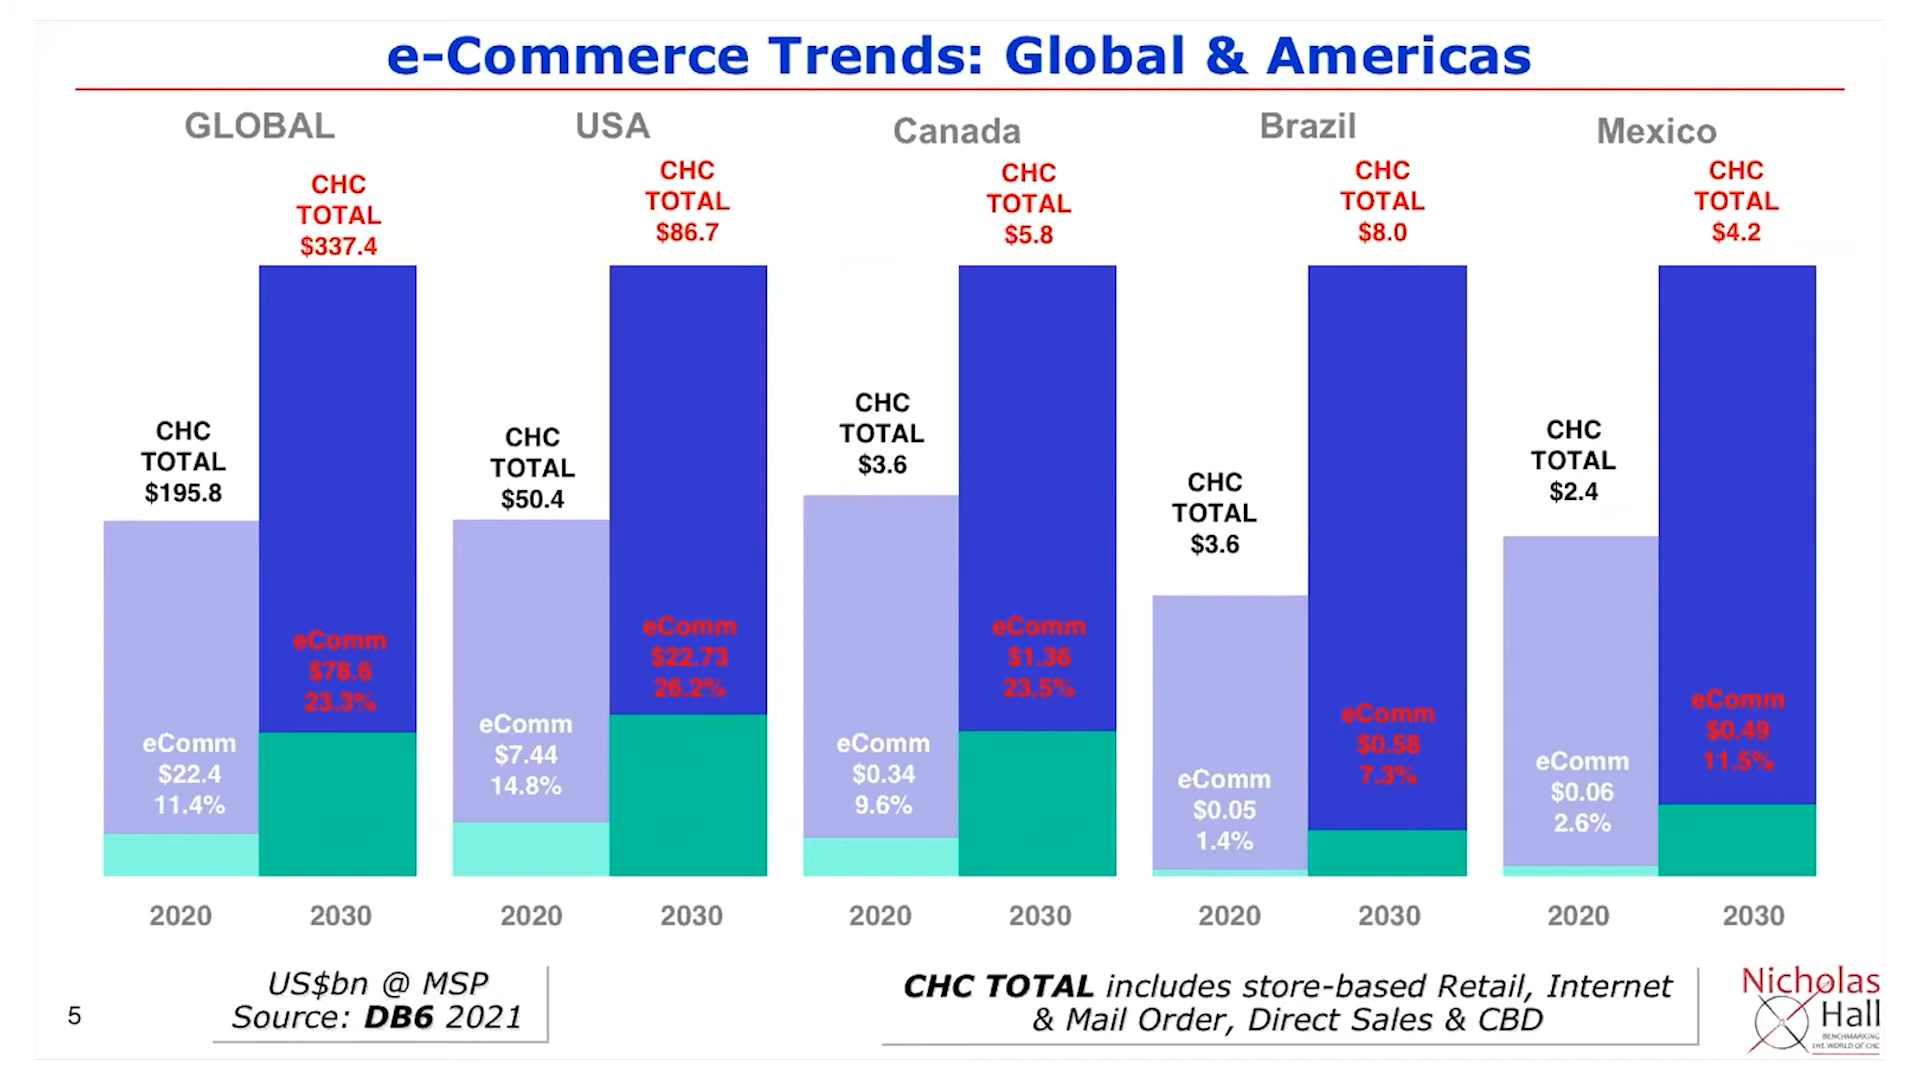 e-Commerce Trends: Global & Americas
GLOBAL
CHC
TOTAL
$195.8
eComm
$22.4
11.4%
2020
CHC
TOTAL
$337.4
eComm
$78.6
23.3%
2030
USA
CHC
TOTAL
$50.4
eComm
$7.44
14.8%
2020
CHC
TOTAL
$86.7
eComm
$22.73
26.2%
2030
Canada
CHC
TOTAL
$3.6
eComm
$0.34
9.6%
2020
CHC
TOTAL
$5.8
eComm
$1.36
23.5%
2030
Brazil
CHC
TOTAL
$3.6
eComm
$0.05
1.4%
2020
CHC
TOTAL
$8.0
eComm
$0.58
7.3%
2030
Mexico
CHC
TOTAL
$2.4
eComm
$0.06
2.6%
2020
CHC
TOTAL
$4.2
eComm
$0.49
11.5%
2030
5
US$bn @ MSP
Source: DB6 2021
CHC TOTAL includes store-based Retail, Internet
& Mail Order, Direct Sales & CBD
Nicholas
Hall
BENCHMARKING
THE WORLD OF CHC